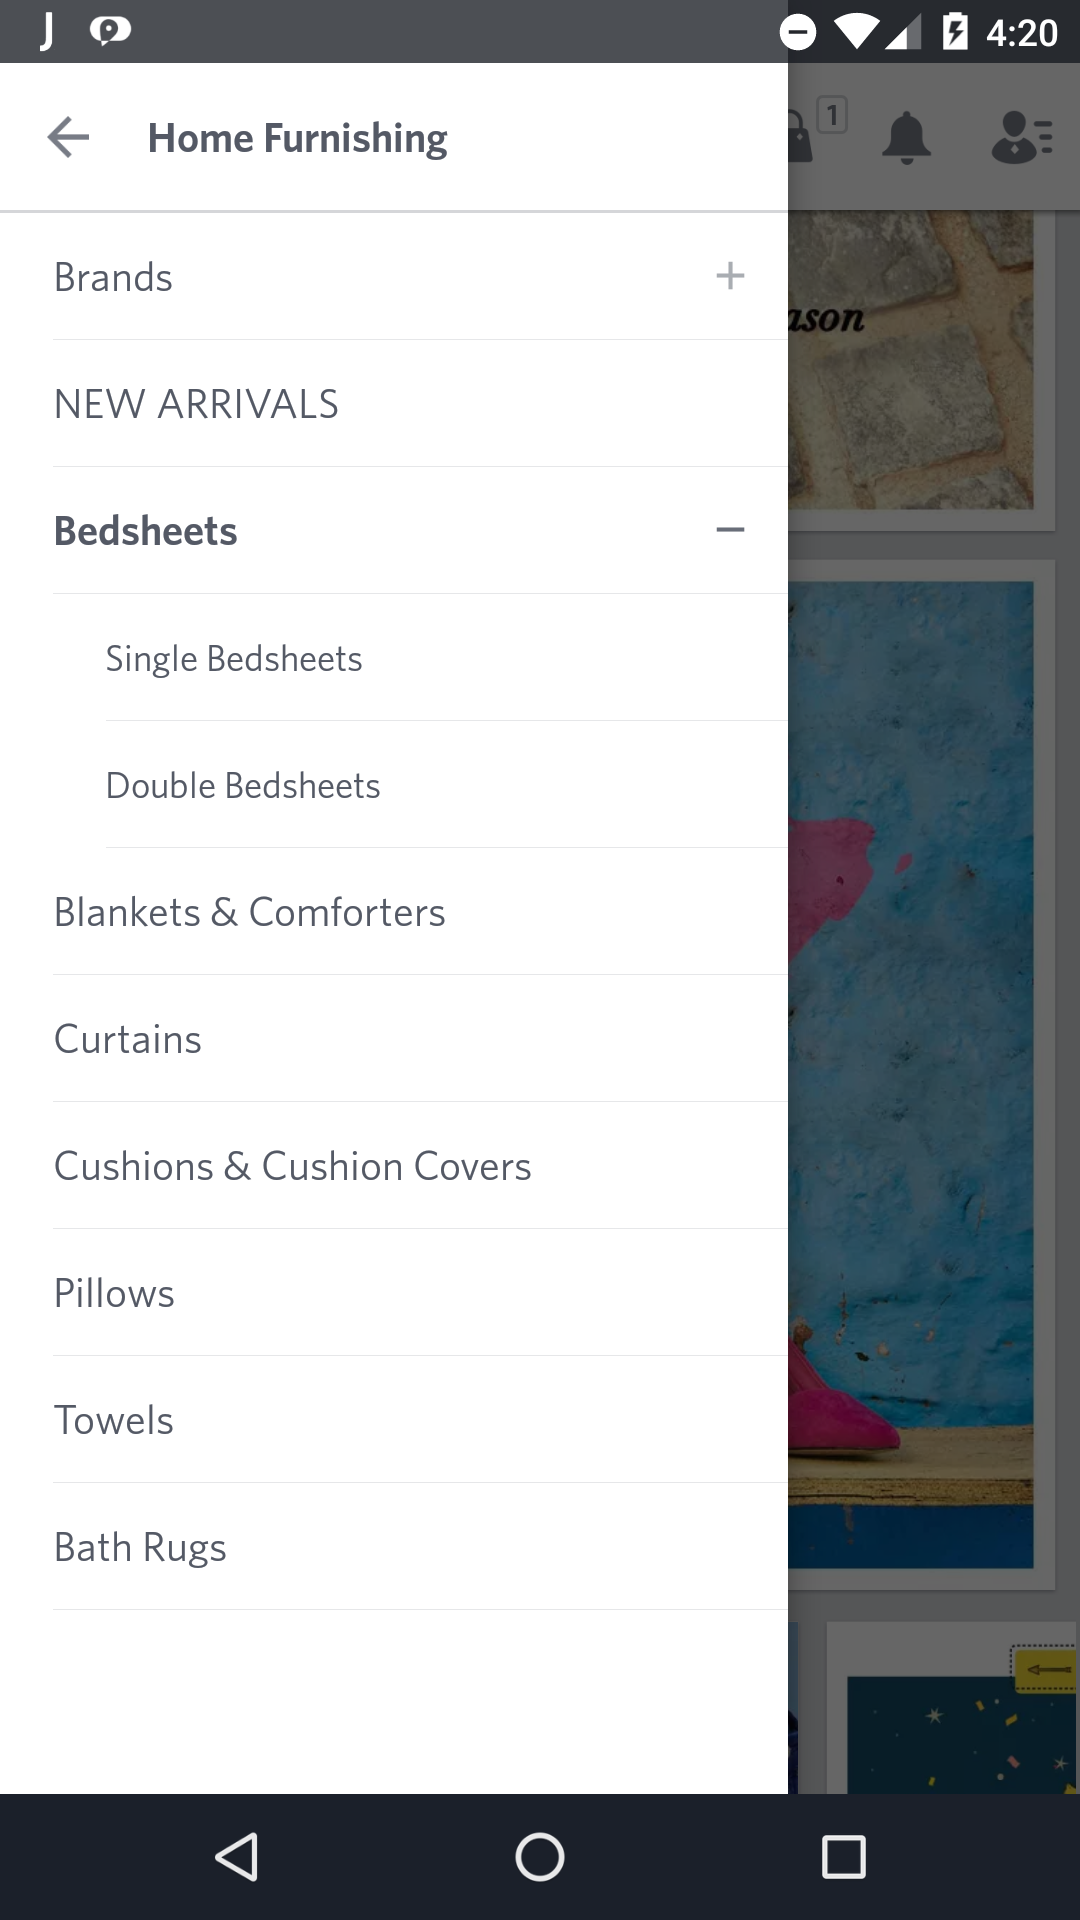 J
4:20
Home Furnishing
1
Brands
ason
NEW ARRIVALS
Bedsheets
Single Bedsheets
Double Bedsheets
Blankets & Comforters
Curtains
Cushions & Cushion Covers
Pillows
Towels
Bath Rugs